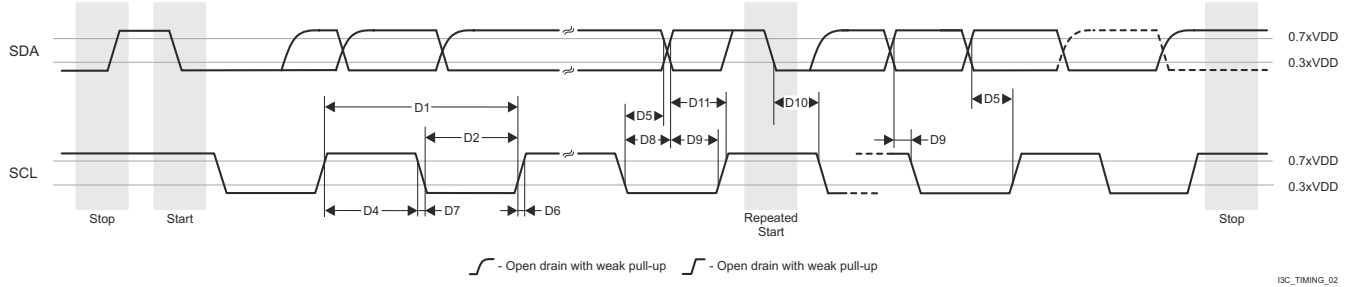 SDA
0.7xVDD
0.3xVDD
D1
D5
D11
D10
D5
D2
D8
D9
D9
SCL
0.7xVDD
0.3xVDD
D4
D7
D6
Stop
Start
Repeated
Start
Stop
- Open drain with weak pull-up
- Open drain with weak pull-up
I3C_TIMING_02